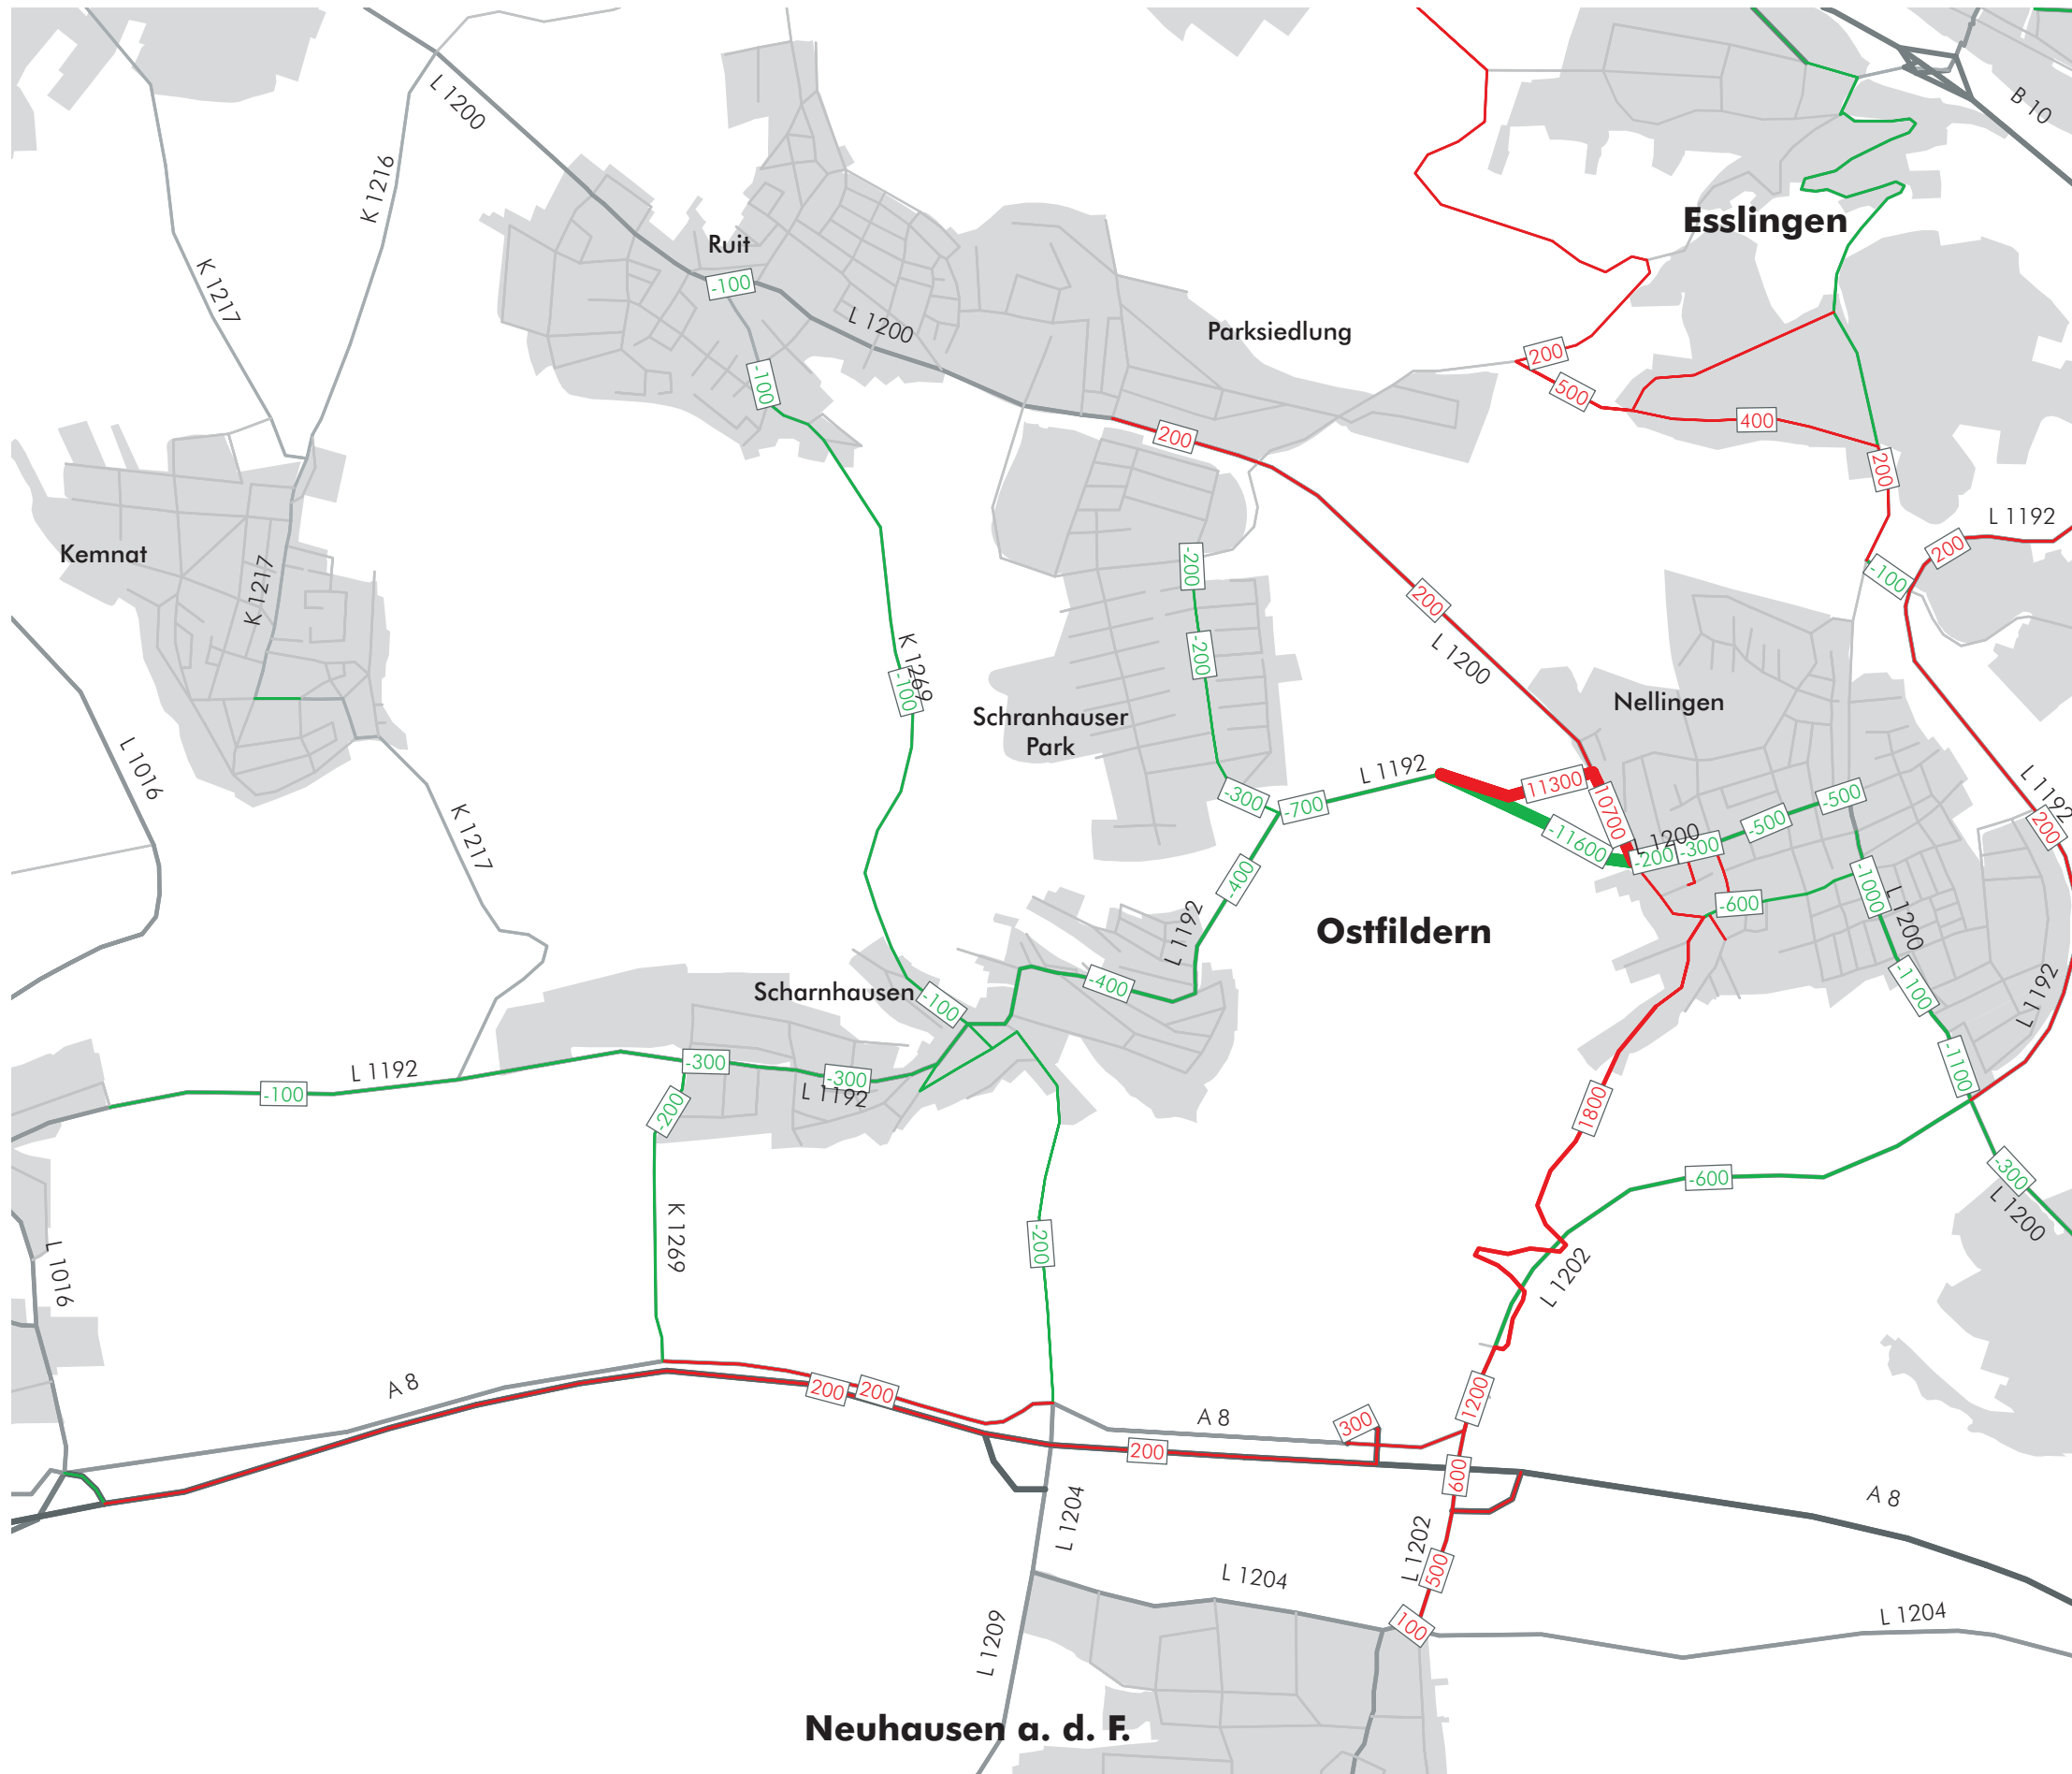 B 10
L 1200
K 1216
Esslingen
Ruit
K 1217
-100
L 1200
Parksiedlung
200
-100
500
400
200
200
L 1192
Kemnat
200
-200
-100
K 1217
200
K 1269
-200
L 1200
-100
Nellingen
Schranhauser
Park
L 1016
L 1192
11300
-300
-700
-500
L 1192
10700
-500
200
K 1217
-11600
L 1200
-200
-300
-400
-1000
-600
L 1200
L 1192
Ostfildern
-400
-1100
Scharnhausen
-100
L 1192
-300
L 1192
-300
-1100
-100
L 1192
-200
1800
-600
-300
L 1200
K 1269
-200
L 1016
L 1202
A 8
200
200
1200
A 8
300
200
600
A 8
L 1204
L 1202
500
L 1204
100
L 1204
L 1209
Neuhausen a. d. F.